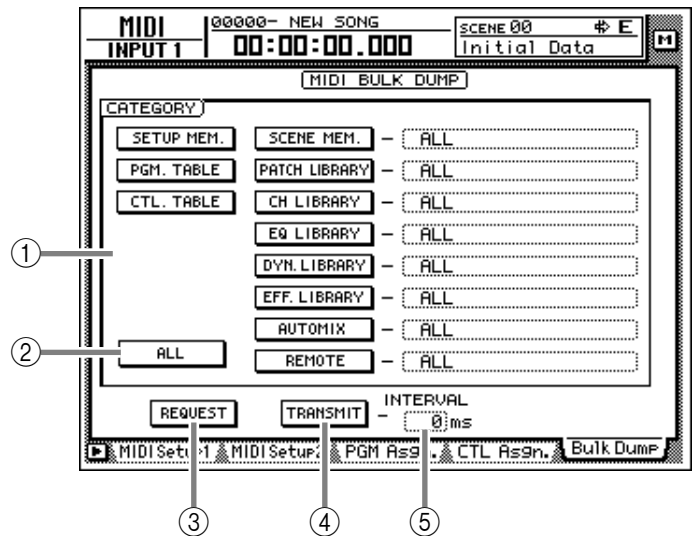 MIDI
INPUT 1
00000- NEW SONG
00:00:00.000
SCENE 00 E
Initial Data
M
MIDI BULK DUMP
CATEGORY
SETUP MEM. SCENE MEM. - ALL
PGM. TABLE PATCH LIBRARY - ALL
CTL. TABLE CH LIBRARY - ALL
EQ LIBRARY - ALL
DYN. LIBRARY - ALL
EFF. LIBRARY - ALL
AUTOMIX - ALL
ALL REMOTE - ALL
REQUEST TRANSMIT - INTERVAL
0 ms
MIDI Setup1 MIDI Setup2 PGM Asgn. CTL Asgn. Bulk Dump
①
②
③ ④ ⑤